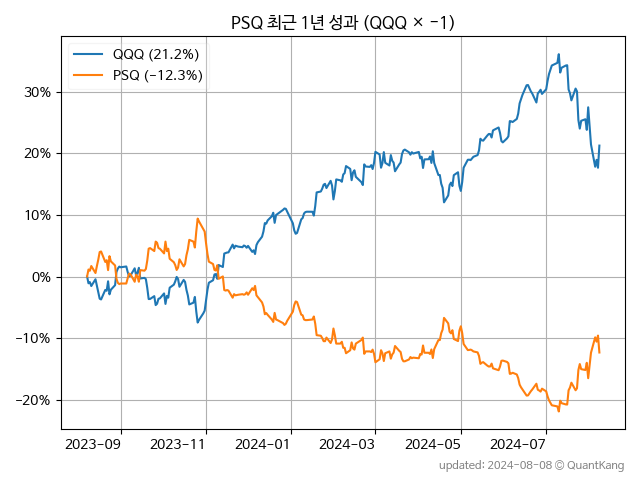 PSQ 최근 1년 성과 (QQQ × −1)
QQQ (21.2%)
PSQ (−12.3%)
30%
20%
10%
0%
−10%
−20%
2023-09 2023-11 2024-01 2024-03 2024-05 2024-07
updated: 2024-08-08 © QuantKang